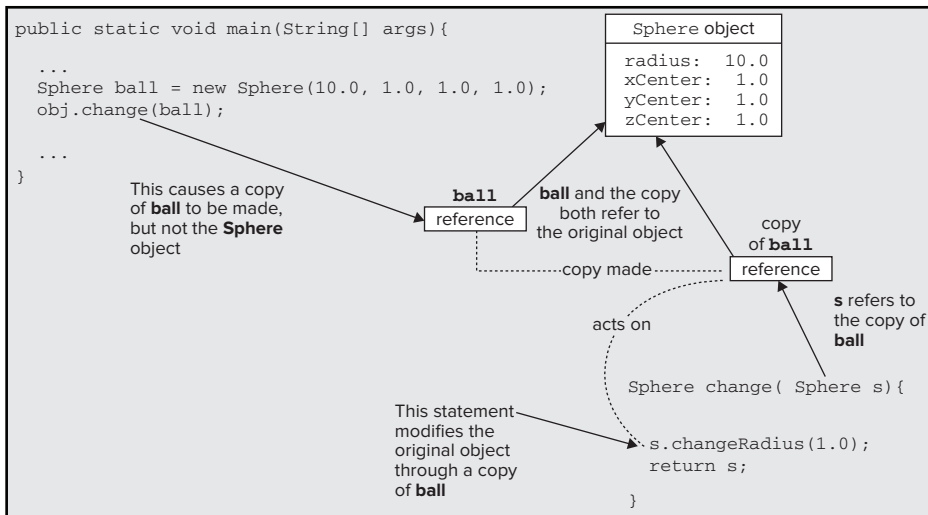 public static void main(String[] args){
...
Sphere ball = new Sphere(10.0, 1.0, 1.0, 1.0);
obj.change(ball);
...
}
Sphere object
radius: 10.0
xCenter: 1.0
yCenter: 1.0
zCenter: 1.0
This causes a copy
of ball to be made,
but not the Sphere
object
ball
reference
ball and the copy
both refer to
the original object
copy
of ball
reference
copy made
acts on
s refers to
the copy of
ball
Sphere change( Sphere s){
This statement
modifies the
original object
through a copy
of ball
s.changeRadius(1.0);
return s;
}